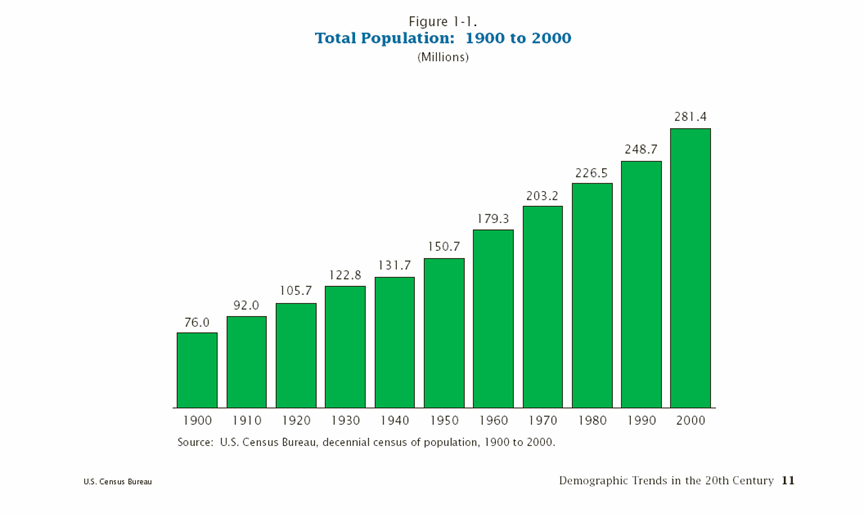 Figure 1-1.
Total Population: 1900 to 2000
(Millions)
281.4
248.7
226.5
203.2
179.3
150.7
131.7
122.8
105.7
92.0
76.0
1900 1910 1920 1930 1940 1950 1960 1970 1980 1990 2000
Source: U.S. Census Bureau, decennial census of population, 1900 to 2000.
U.S. Census Bureau
Demographic Trends in the 20th Century 11